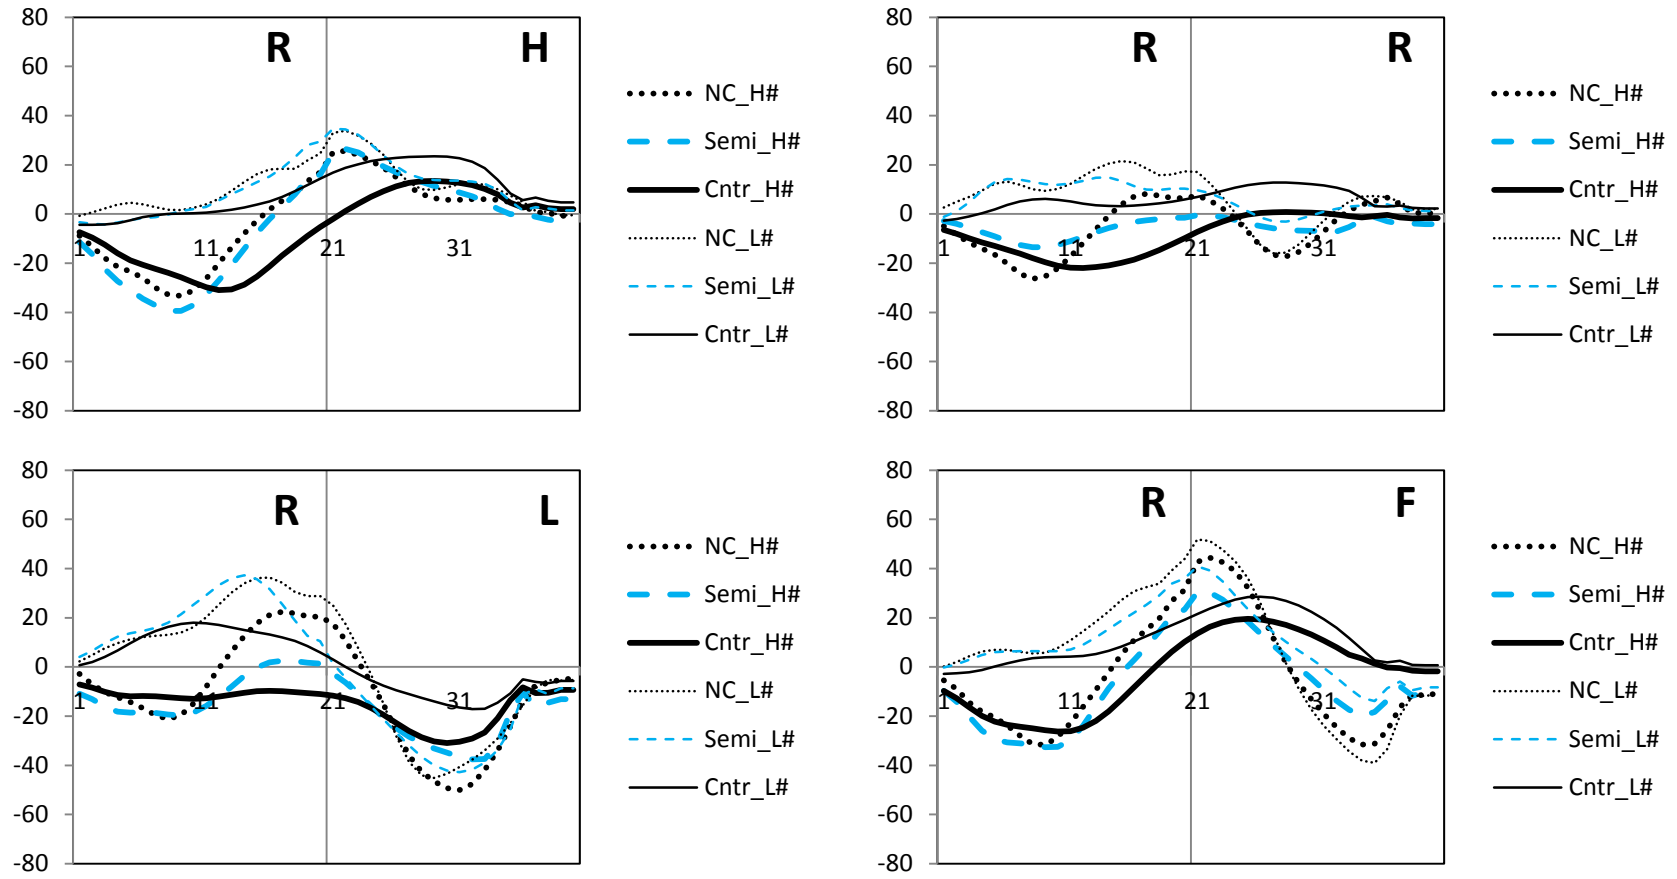 80
60
40
20
0
-20
-40
-60
-80
1
11
21
31
R
H
NC_H#
Semi_H#
Cntr_H#
NC_L#
Semi_L#
Cntr_L#
80
60
40
20
0
-20
-40
-60
-80
1
11
21
31
R
R
NC_H#
Semi_H#
Cntr_H#
NC_L#
Semi_L#
Cntr_L#
80
60
40
20
0
-20
-40
-60
-80
1
11
21
31
R
L
NC_H#
Semi_H#
Cntr_H#
NC_L#
Semi_L#
Cntr_L#
80
60
40
20
0
-20
-40
-60
-80
1
11
21
31
R
F
NC_H#
Semi_H#
Cntr_H#
NC_L#
Semi_L#
Cntr_L#